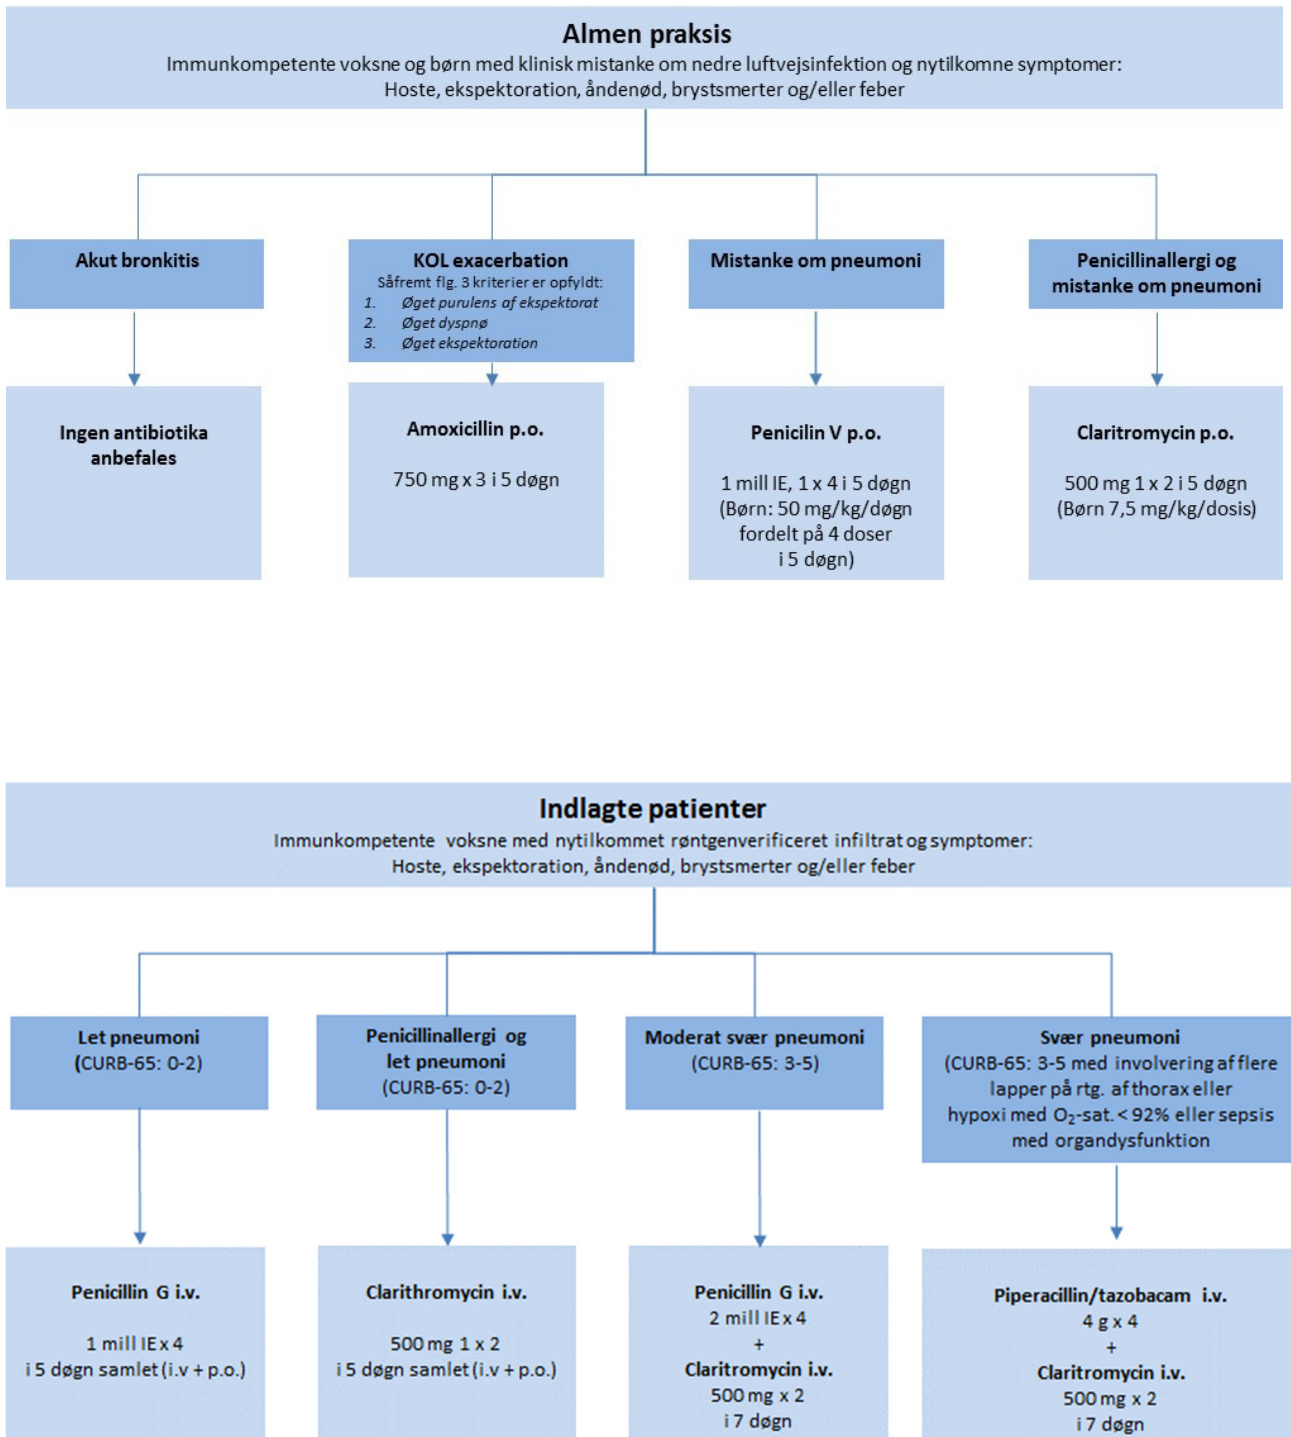 Almen praksis
Immunkompetente voksne og børn med klinisk mistanke om nedre luftvejsinfektion og nytilkomne symptomer:
Hoste, ekspektoration, åndenød, brystsmerter og/eller feber
Akut bronkitis
KOL exacerbation
Såfremt flg. 3 kriterier er opfyldt:
1. Øget purulens af ekspektorat
2. Øget dyspnø
3. Øget ekspektoration
Mistanke om pneumoni
Penicillinallergi og
mistanke om pneumoni
Ingen antibiotika
anbefales
Amoxicillin p.o.
750 mg x 3 i 5 døgn
Penicilin V p.o.
1 mill IE, 1 x 4 i 5 døgn
(Børn: 50 mg/kg/døgn
fordelt på 4 doser
i 5 døgn)
Claritromycin p.o.
500 mg 1 x 2 i 5 døgn
(Børn 7,5 mg/kg/dosis)
Indlagte patienter
Immunkompetente voksne med nytilkommet røntgenverificeret infiltrat og symptomer:
Hoste, ekspektoration, åndenød, brystsmerter og/eller feber
Let pneumoni
(CURB-65: 0-2)
Penicillinallergi og
let pneumoni
(CURB-65: 0-2)
Moderat svær pneumoni
(CURB-65: 3-5)
Svær pneumoni
(CURB-65: 3-5 med involvering af flere
lapper på rtg. af thorax eller
hypoxi med O₂-sat. < 92% eller sepsis
med organdysfunktion
Penicillin G i.v.
1 mill IE x 4
i 5 døgn samlet (i.v + p.o.)
Clarithromycin i.v.
500 mg 1 x 2
i 5 døgn samlet (i.v + p.o.)
Penicillin G i.v.
2 mill IE x 4
+
Claritromycin i.v.
500 mg x 2
i 7 døgn
Piperacillin/tazobacam i.v.
4 g x 4
+
Claritromycin i.v.
500 mg x 2
i 7 døgn